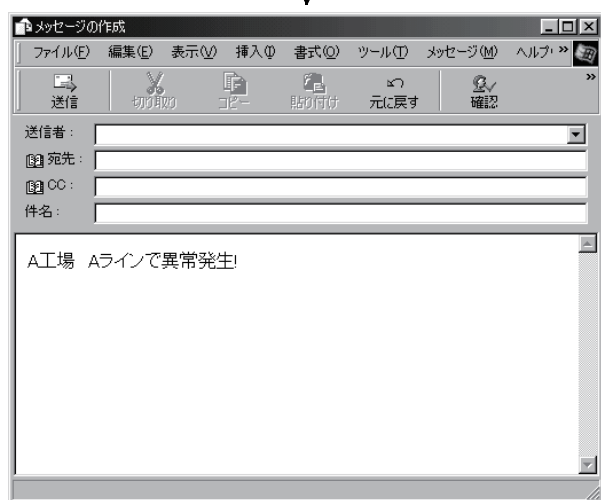 メッセージの作成
ファイル(F) 編集(E) 表示(V) 挿入(I) 書式(O) ツール(T) メッセージ(M) ヘルプ »
送信 切り取り コピー 貼り付け 元に戻す 確認 »
送信者:
宛先:
CC:
件名:
A工場 Aラインで異常発生!